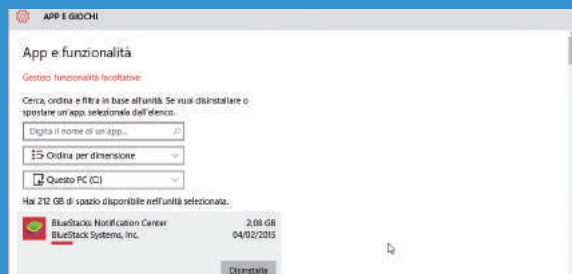 APP E GIOCHI
App e funzionalità
Gestisci funzionalità facoltative
Cerca, ordina e filtra in base all'unità. Se vuoi disinstallare o
spostare un'app, selezionala dall'elenco.
Digita il nome di un'app...
Ordina per dimensione
Questo PC (C:)
Hai 212 GB di spazio disponibile nell'unità selezionata.
BlueStacks Notification Center 2,08 GB
BlueStack Systems, Inc. 04/02/2015
Disinstalla